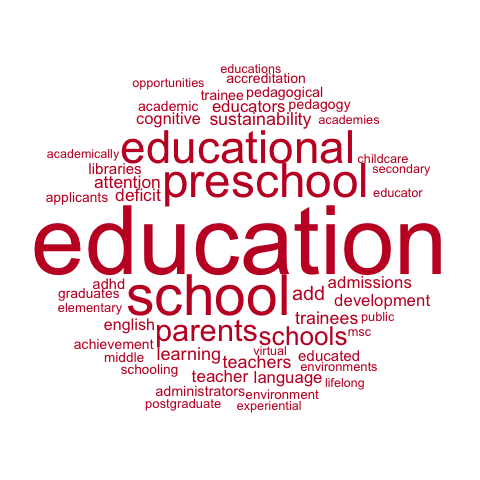 educations
opportunities accreditation
trainee pedagogical
academic educators pedagogy
cognitive sustainability academies
educational
academically childcare
libraries preschool secondary
attention
applicants deficit educator
education
adhd school add admissions
graduates development
elementary
english parents trainees public
schools msc
achievement
middle learning virtual educated
schooling teachers environments
teacher language lifelong
administrators environment
postgraduate experiential